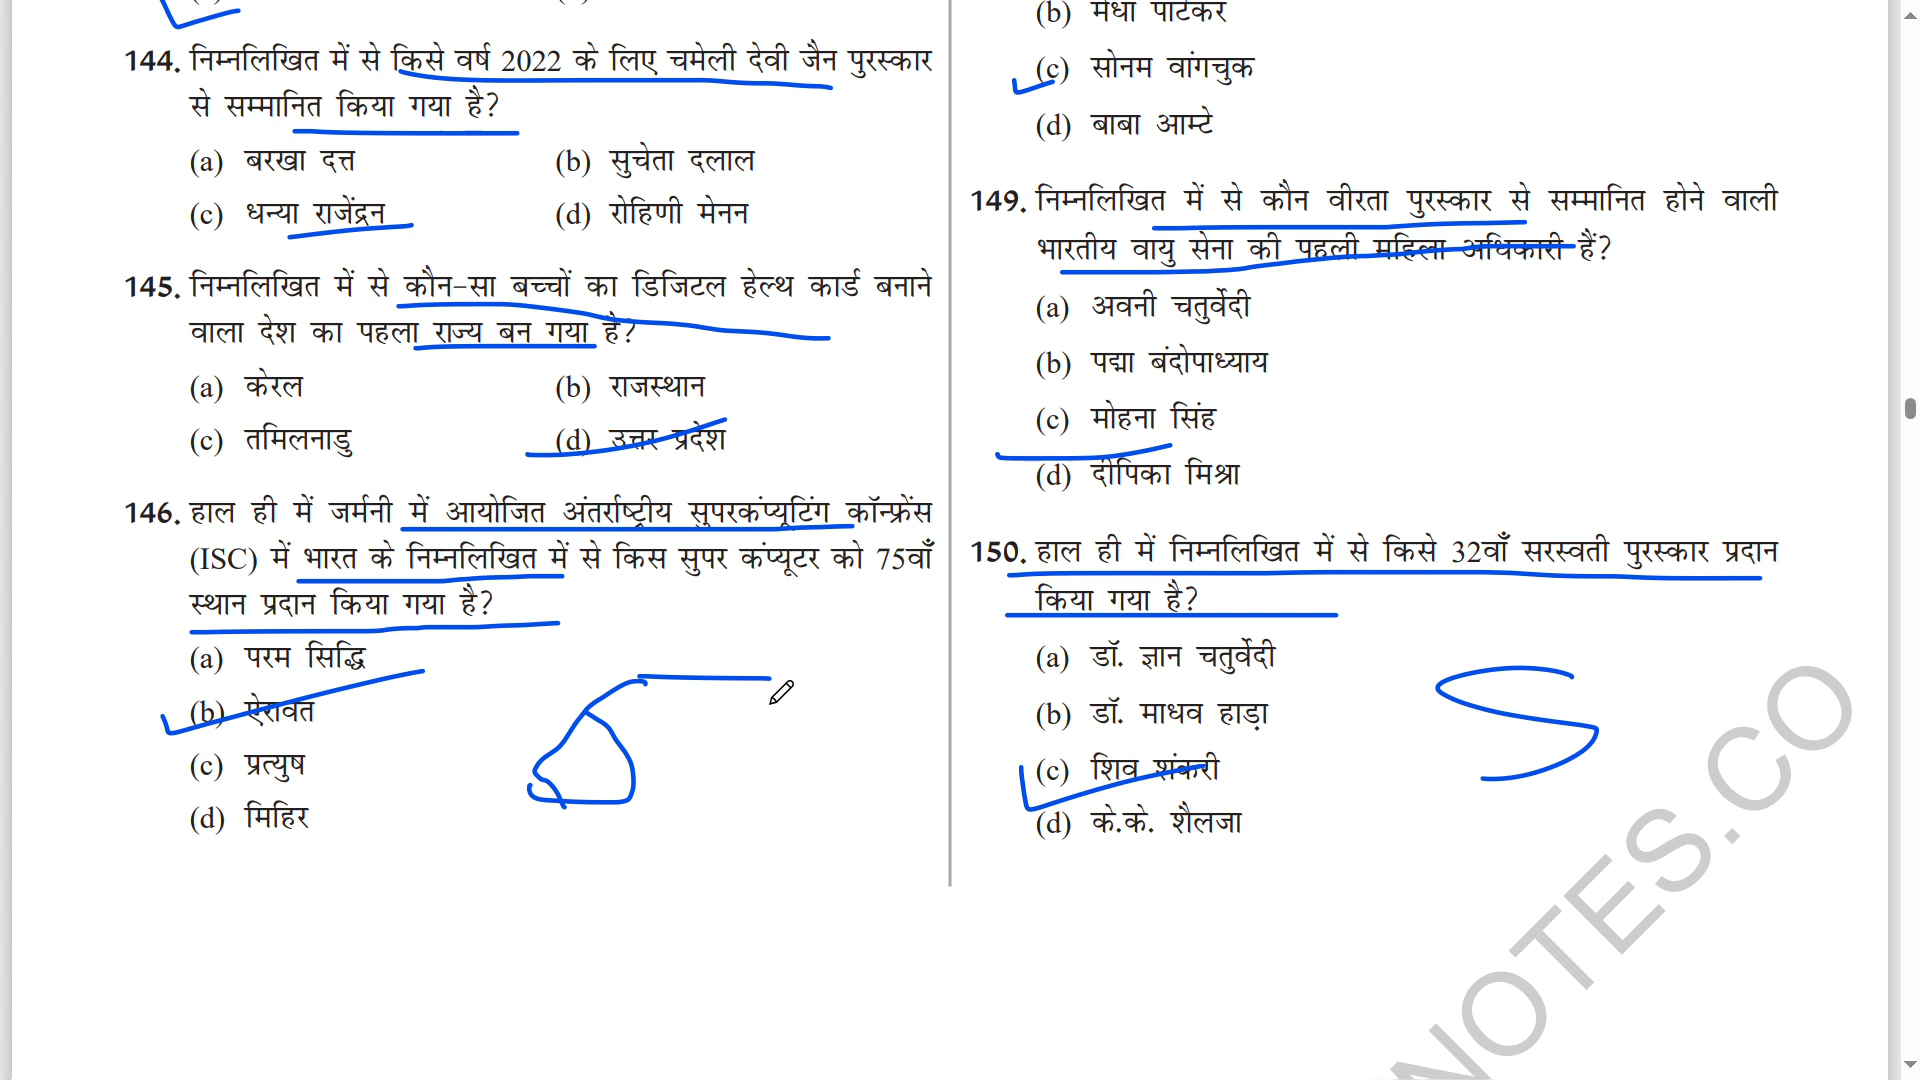 144. निम्नलिखित में से किसे वर्ष 2022 के लिए चमेली देवी जैन पुरस्कार
से सम्मानित किया गया है?
(a) बरखा दत्त (b) सुचेता दलाल
(c) धन्या राजेंद्रन (d) रोहिणी मेनन
145. निम्नलिखित में से कौन-सा बच्चों का डिजिटल हेल्थ कार्ड बनाने
वाला देश का पहला राज्य बन गया है?
(a) केरल (b) राजस्थान
(c) तमिलनाडु (d) उत्तर प्रदेश
146. हाल ही में जर्मनी में आयोजित अंतर्राष्ट्रीय सुपरकंप्यूटिंग कॉन्फ्रेंस
(ISC) में भारत के निम्नलिखित में से किस सुपर कंप्यूटर को 75वाँ
स्थान प्रदान किया गया है?
(a) परम सिद्धि
(b) ऐरावत
(c) प्रत्युष
(d) मिहिर
(b) मेधा पाटेकर
(c) सोनम वांगचुक
(d) बाबा आम्टे
149. निम्नलिखित में से कौन वीरता पुरस्कार से सम्मानित होने वाली
भारतीय वायु सेना की पहली महिला अधिकारी हैं?
(a) अवनी चतुर्वेदी
(b) पद्मा बंदोपाध्याय
(c) मोहना सिंह
(d) दीपिका मिश्रा
150. हाल ही में निम्नलिखित में से किसे 32वाँ सरस्वती पुरस्कार प्रदान
किया गया है?
(a) डॉ. ज्ञान चतुर्वेदी
(b) डॉ. माधव हाड़ा
(c) शिव शंकरी
(d) के.के. शैलजा
NOTES.CO